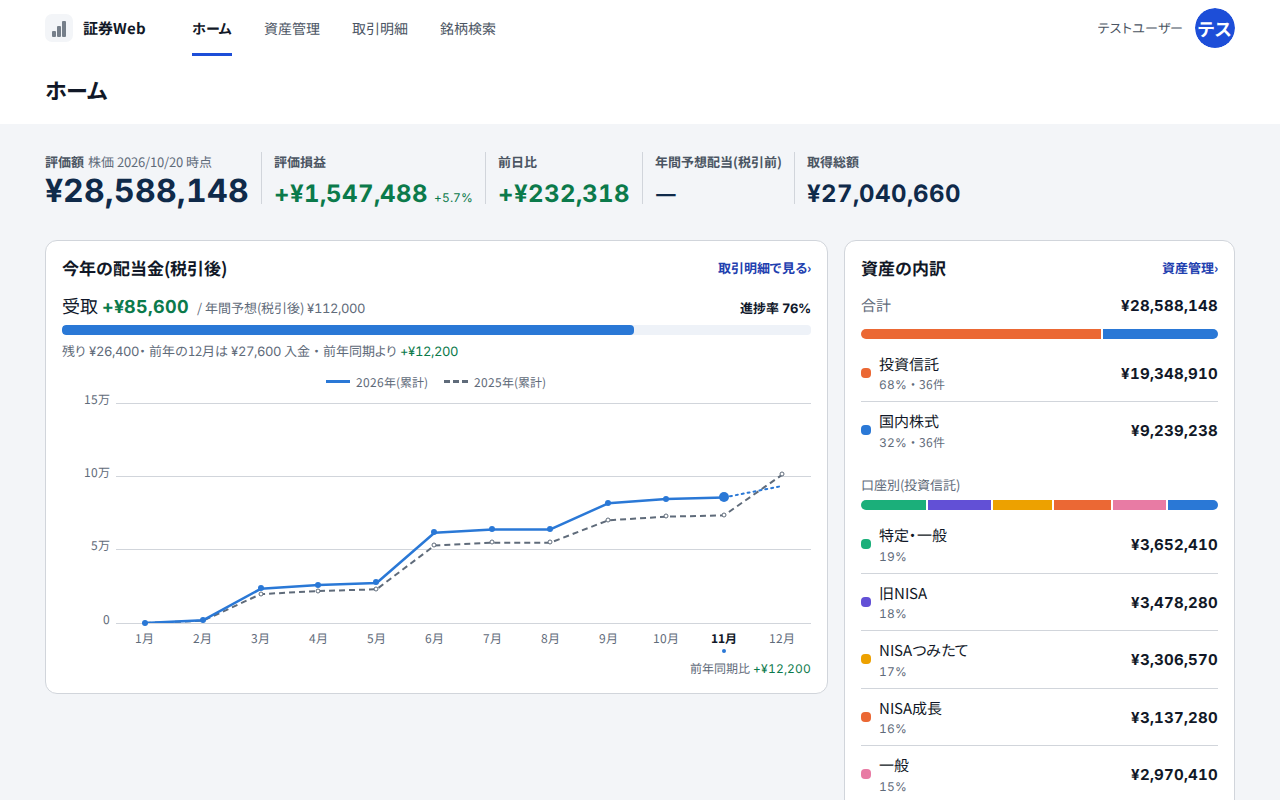 証券Web
ホーム
資産管理
取引明細
銘柄検索
テストユーザー
テス
ホーム
評価額 株価 2026/10/20 時点
¥28,588,148
評価損益
+¥1,547,488 +5.7%
前日比
+¥232,318
年間予想配当(税引前)
—
取得総額
¥27,040,660
今年の配当金(税引後)
取引明細で見る›
受取 +¥85,600 / 年間予想(税引後) ¥112,000
進捗率 76%
残り ¥26,400・前年の12月は ¥27,600 入金・前年同期より +¥12,200
2026年(累計)
2025年(累計)
15万
10万
5万
0
1月
2月
3月
4月
5月
6月
7月
8月
9月
10月
11月
12月
前年同期比 +¥12,200
資産の内訳
資産管理›
合計
¥28,588,148
投資信託
68%・36件
¥19,348,910
国内株式
32%・36件
¥9,239,238
口座別(投資信託)
特定・一般
19%
¥3,652,410
旧NISA
18%
¥3,478,280
NISAつみたて
17%
¥3,306,570
NISA成長
16%
¥3,137,280
一般
15%
¥2,970,410